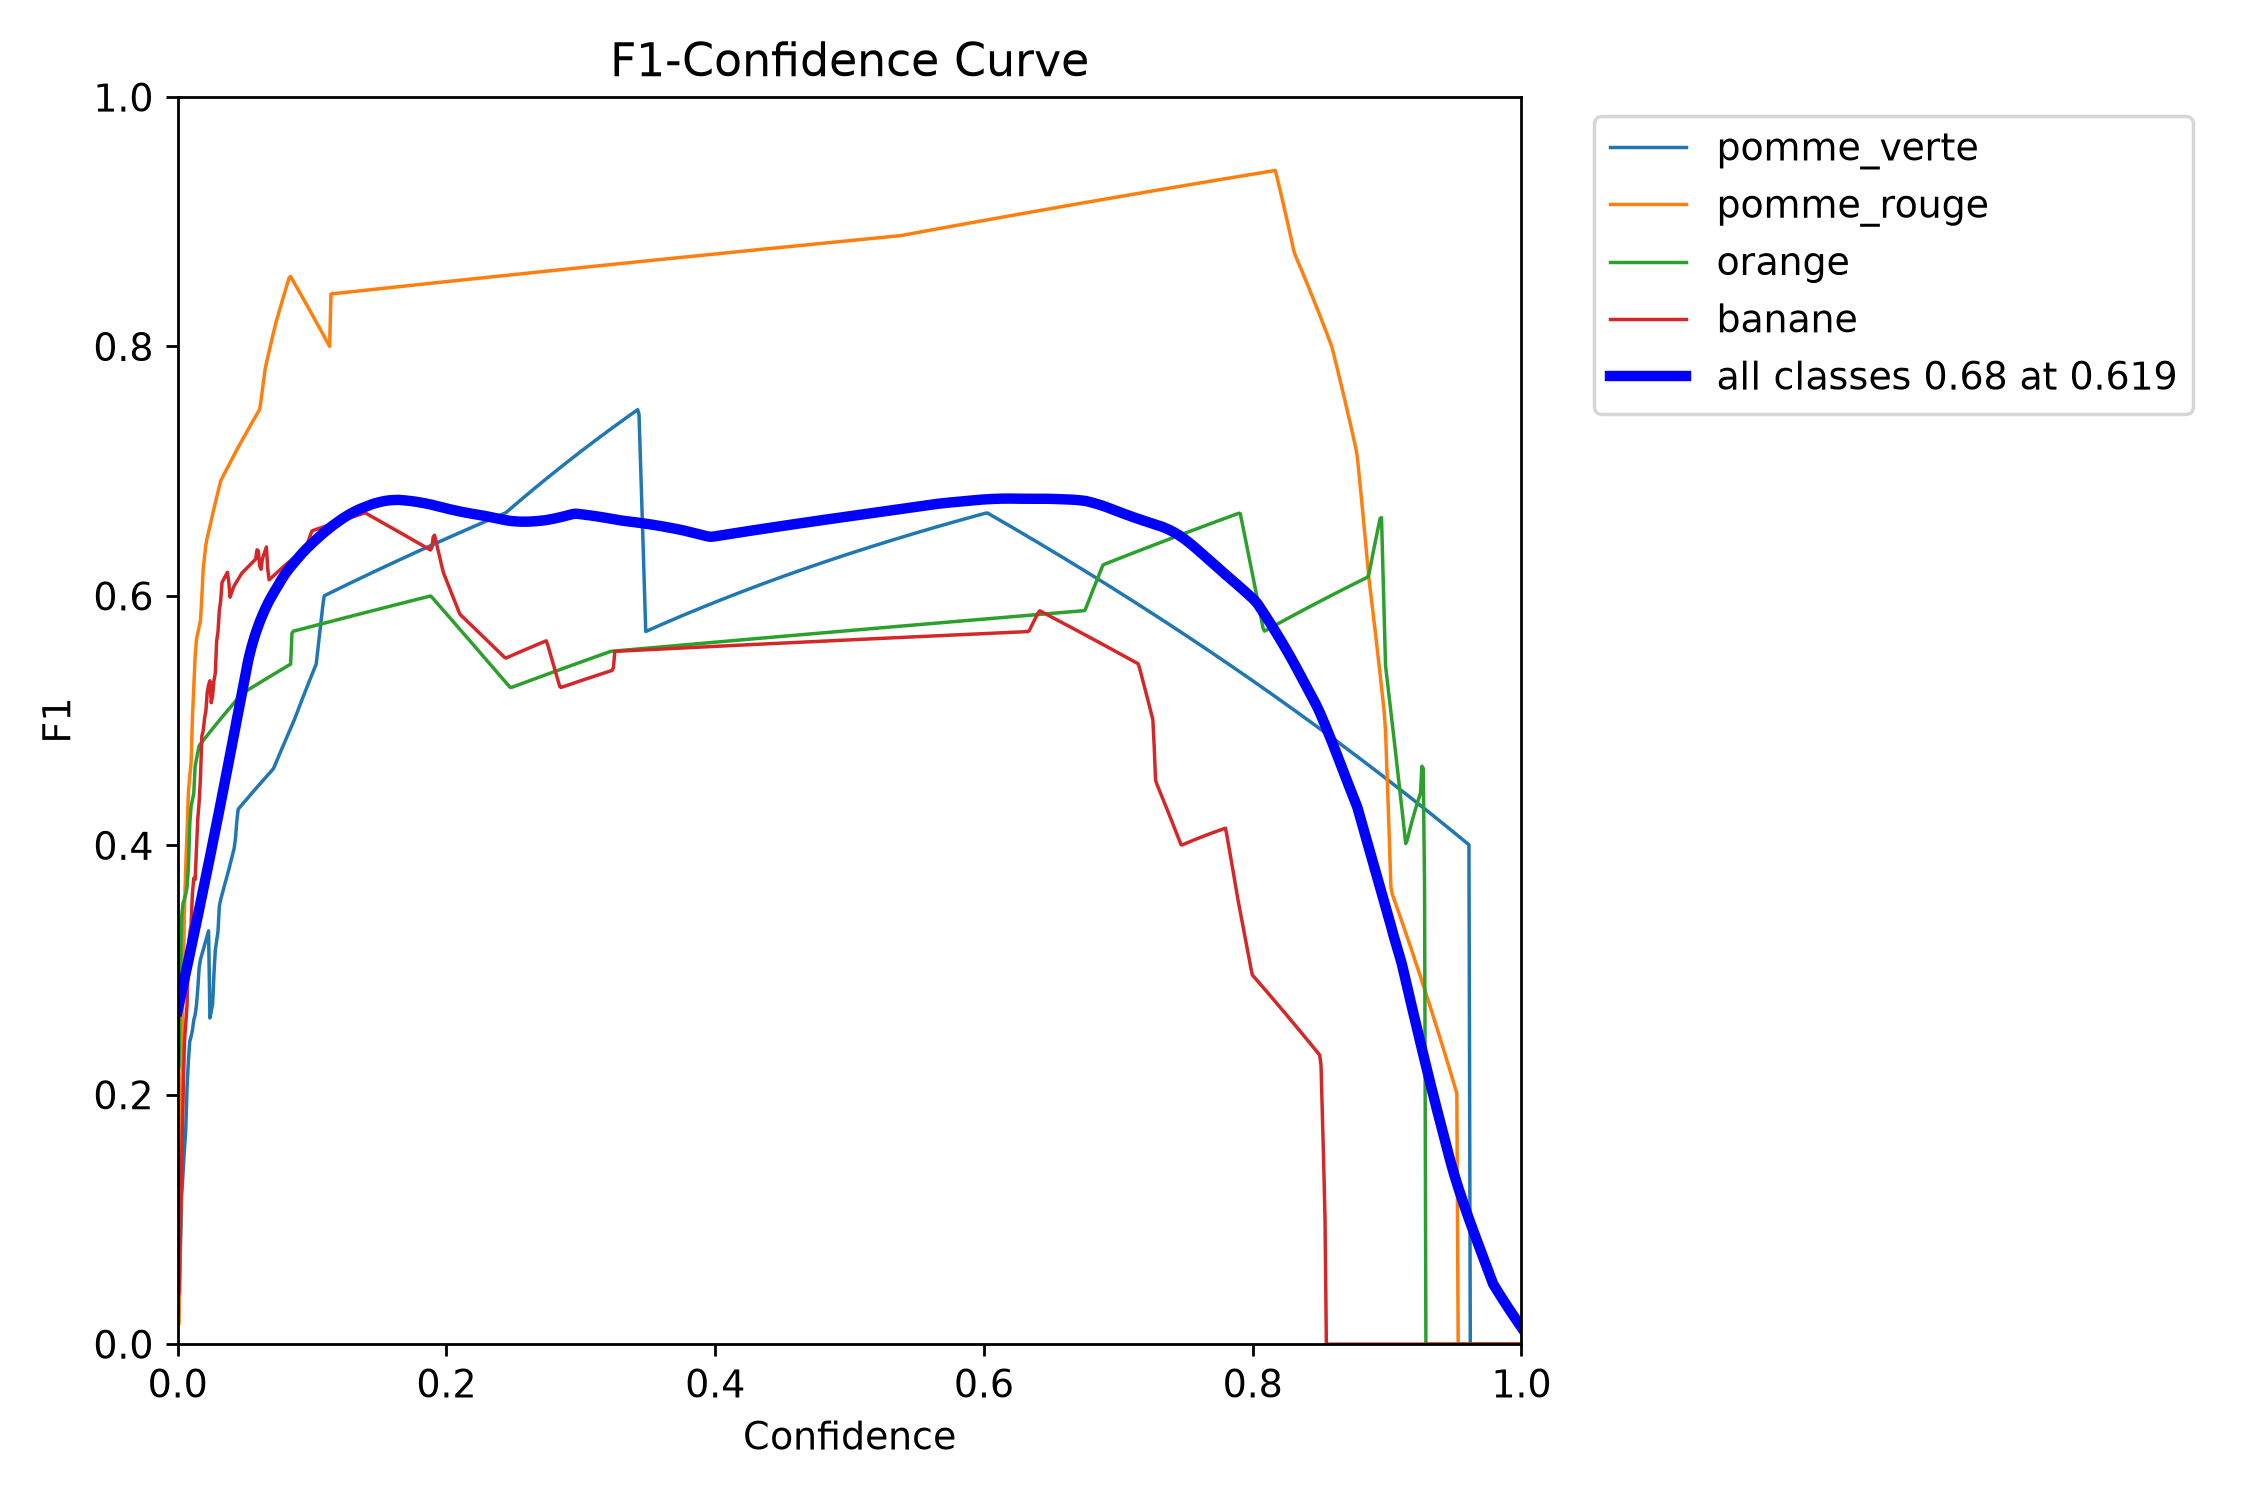 F1-Confidence Curve
1.0
0.8
0.6
0.4
0.2
0.0
F1
0.0 0.2 0.4 0.6 0.8 1.0
Confidence
pomme_verte
pomme_rouge
orange
banane
all classes 0.68 at 0.619